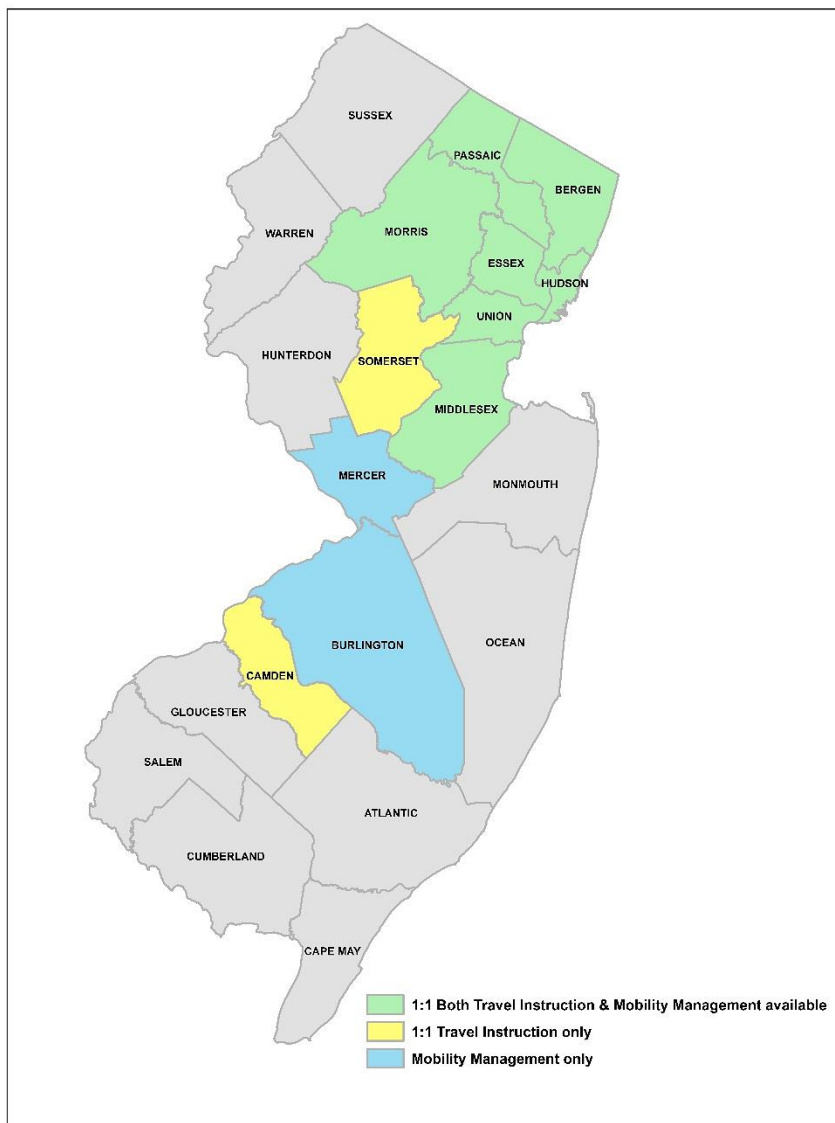 SUSSEX
PASSAIC
BERGEN
WARREN
MORRIS
ESSEX
HUDSON
UNION
HUNTERDON
SOMERSET
MIDDLESEX
MERCER
MONMOUTH
OCEAN
BURLINGTON
CAMDEN
GLOUCESTER
SALEM
ATLANTIC
CUMBERLAND
CAPE MAY
1:1 Both Travel Instruction & Mobility Management available
1:1 Travel Instruction only
Mobility Management only